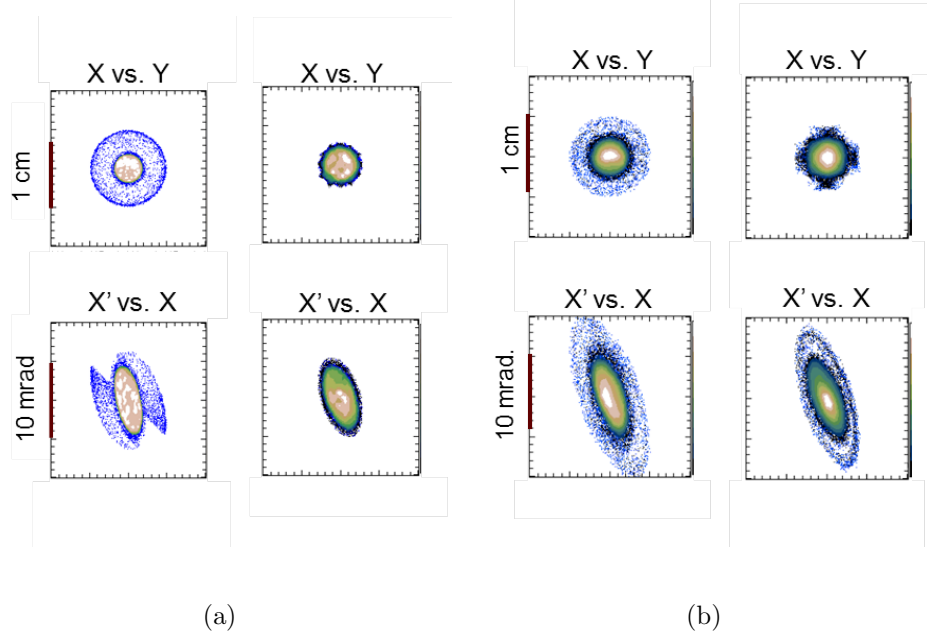 X vs. Y
X vs. Y
1 cm
X' vs. X
X' vs. X
10 mrad
(a)
X vs. Y
X vs. Y
1 cm
X' vs. X
X' vs. X
10 mrad.
(b)